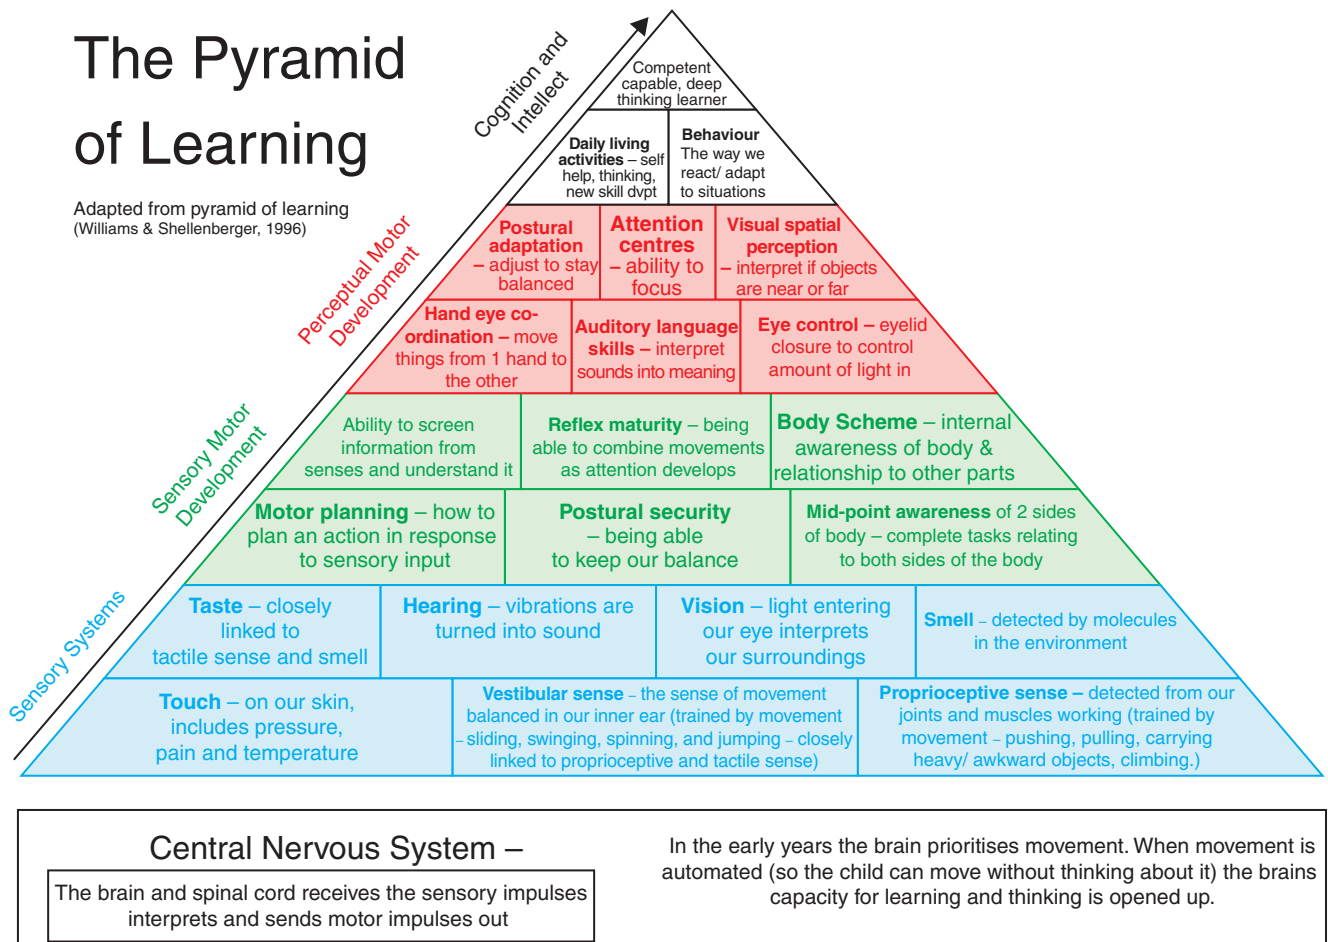 The Pyramid
of Learning
Adapted from pyramid of learning
(Williams & Shellenberger, 1996)
Cognition and
Intellect
Competent
capable, deep
thinking learner
Daily living
activities – self
help, thinking,
new skill dvpt
Behaviour
The way we
react/ adapt
to situations
Perceptual Motor
Development
Postural
adaptation
– adjust to stay
balanced
Attention
centres
– ability to
focus
Visual spatial
perception
– interpret if objects
are near or far
Hand eye co-
ordination – move
things from 1 hand to
the other
Auditory language
skills – interpret
sounds into meaning
Eye control – eyelid
closure to control
amount of light in
Sensory Motor
Development
Ability to screen
information from
senses and understand it
Reflex maturity – being
able to combine movements
as attention develops
Body Scheme – internal
awareness of body &
relationship to other parts
Motor planning – how to
plan an action in response
to sensory input
Postural security
– being able
to keep our balance
Mid-point awareness of 2 sides
of body – complete tasks relating
to both sides of the body
Sensory Systems
Taste – closely
linked to
tactile sense and smell
Hearing – vibrations are
turned into sound
Vision – light entering
our eye interprets
our surroundings
Smell – detected by molecules
in the environment
Touch – on our skin,
includes pressure,
pain and temperature
Vestibular sense – the sense of movement
balanced in our inner ear (trained by movement
– sliding, swinging, spinning, and jumping – closely
linked to proprioceptive and tactile sense)
Proprioceptive sense – detected from our
joints and muscles working (trained by
movement – pushing, pulling, carrying
heavy/ awkward objects, climbing.)
Central Nervous System –
The brain and spinal cord receives the sensory impulses
interprets and sends motor impulses out
In the early years the brain prioritises movement. When movement is
automated (so the child can move without thinking about it) the brains
capacity for learning and thinking is opened up.